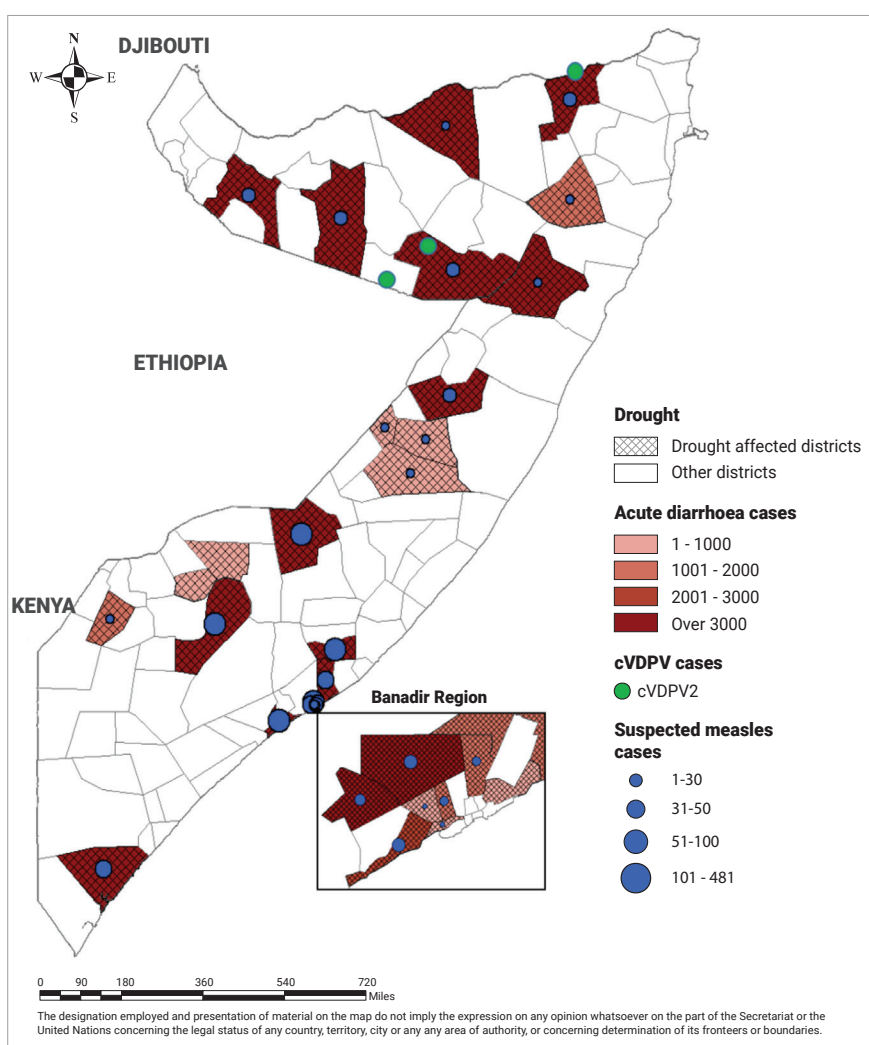 N
DJIBOUTI
W
E
S
ETHIOPIA
KENYA
Banadir Region
Drought
Drought affected districts
Other districts
Acute diarrhoea cases
1 - 1000
1001 - 2000
2001 - 3000
Over 3000
cVDPV cases
cVDPV2
Suspected measles
cases
1-30
31-50
51-100
101 - 481
0 90 180 360 540 720
Miles
The designation employed and presentation of material on the map do not imply the expression on any opinion whatsoever on the part of the Secretariat or the
United Nations concerning the legal status of any country, territory, city or any any area of authority, or concerning determination of its fronteers or boundaries.